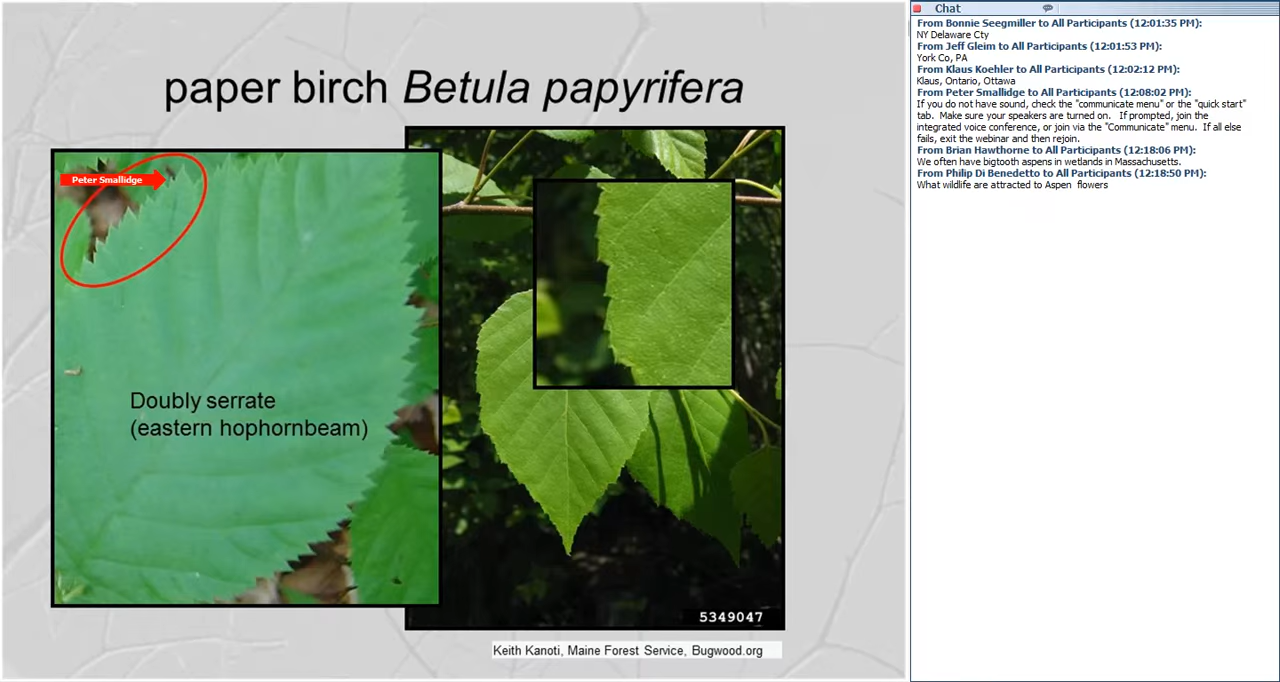 paper birch Betula papyrifera
Peter Smallidge
Doubly serrate
(eastern hophornbeam)
5349047
Keith Kanoti, Maine Forest Service, Bugwood.org
Chat
From Bonnie Seegmiller to All Participants (12:01:35 PM):
NY Delaware Cty
From Jeff Gleim to All Participants (12:01:53 PM):
York Co, PA
From Klaus Koehler to All Participants (12:02:12 PM):
Klaus, Ontario, Ottawa
From Peter Smallidge to All Participants (12:08:02 PM):
If you do not have sound, check the "communicate menu" or the "quick start"
tab. Make sure your speakers are turned on. If prompted, join the
integrated voice conference, or join via the "Communicate" menu. If all else
fails, exit the webinar and then rejoin.
From Brian Hawthorne to All Participants (12:18:06 PM):
We often have bigtooth aspens in wetlands in Massachusetts.
From Philip Di Benedetto to All Participants (12:18:50 PM):
What wildlife are attracted to Aspen flowers